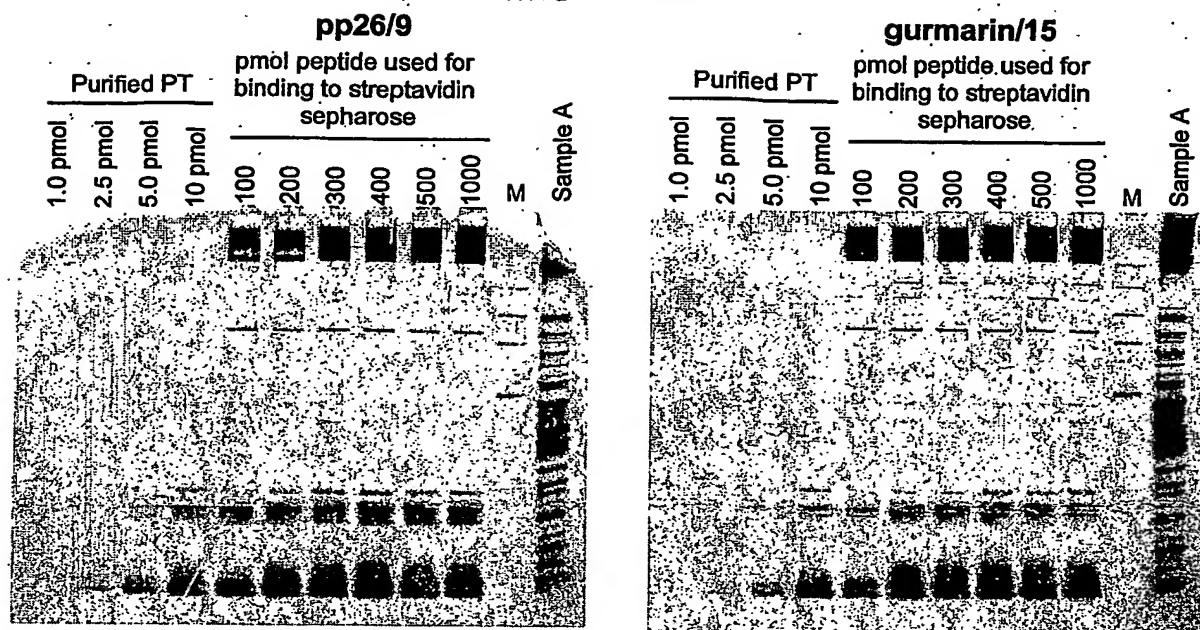 pp26/9
Purified PT
pmol peptide used for
binding to streptavidin
sepharose
1.0 pmol
2.5 pmol
5.0 pmol
10 pmol
100
200
300
400
500
1000
M
Sample A
gurmarin/15
Purified PT
pmol peptide used for
binding to streptavidin
sepharose
1.0 pmol
2.5 pmol
5.0 pmol
10 pmol
100
200
300
400
500
1000
M
Sample A